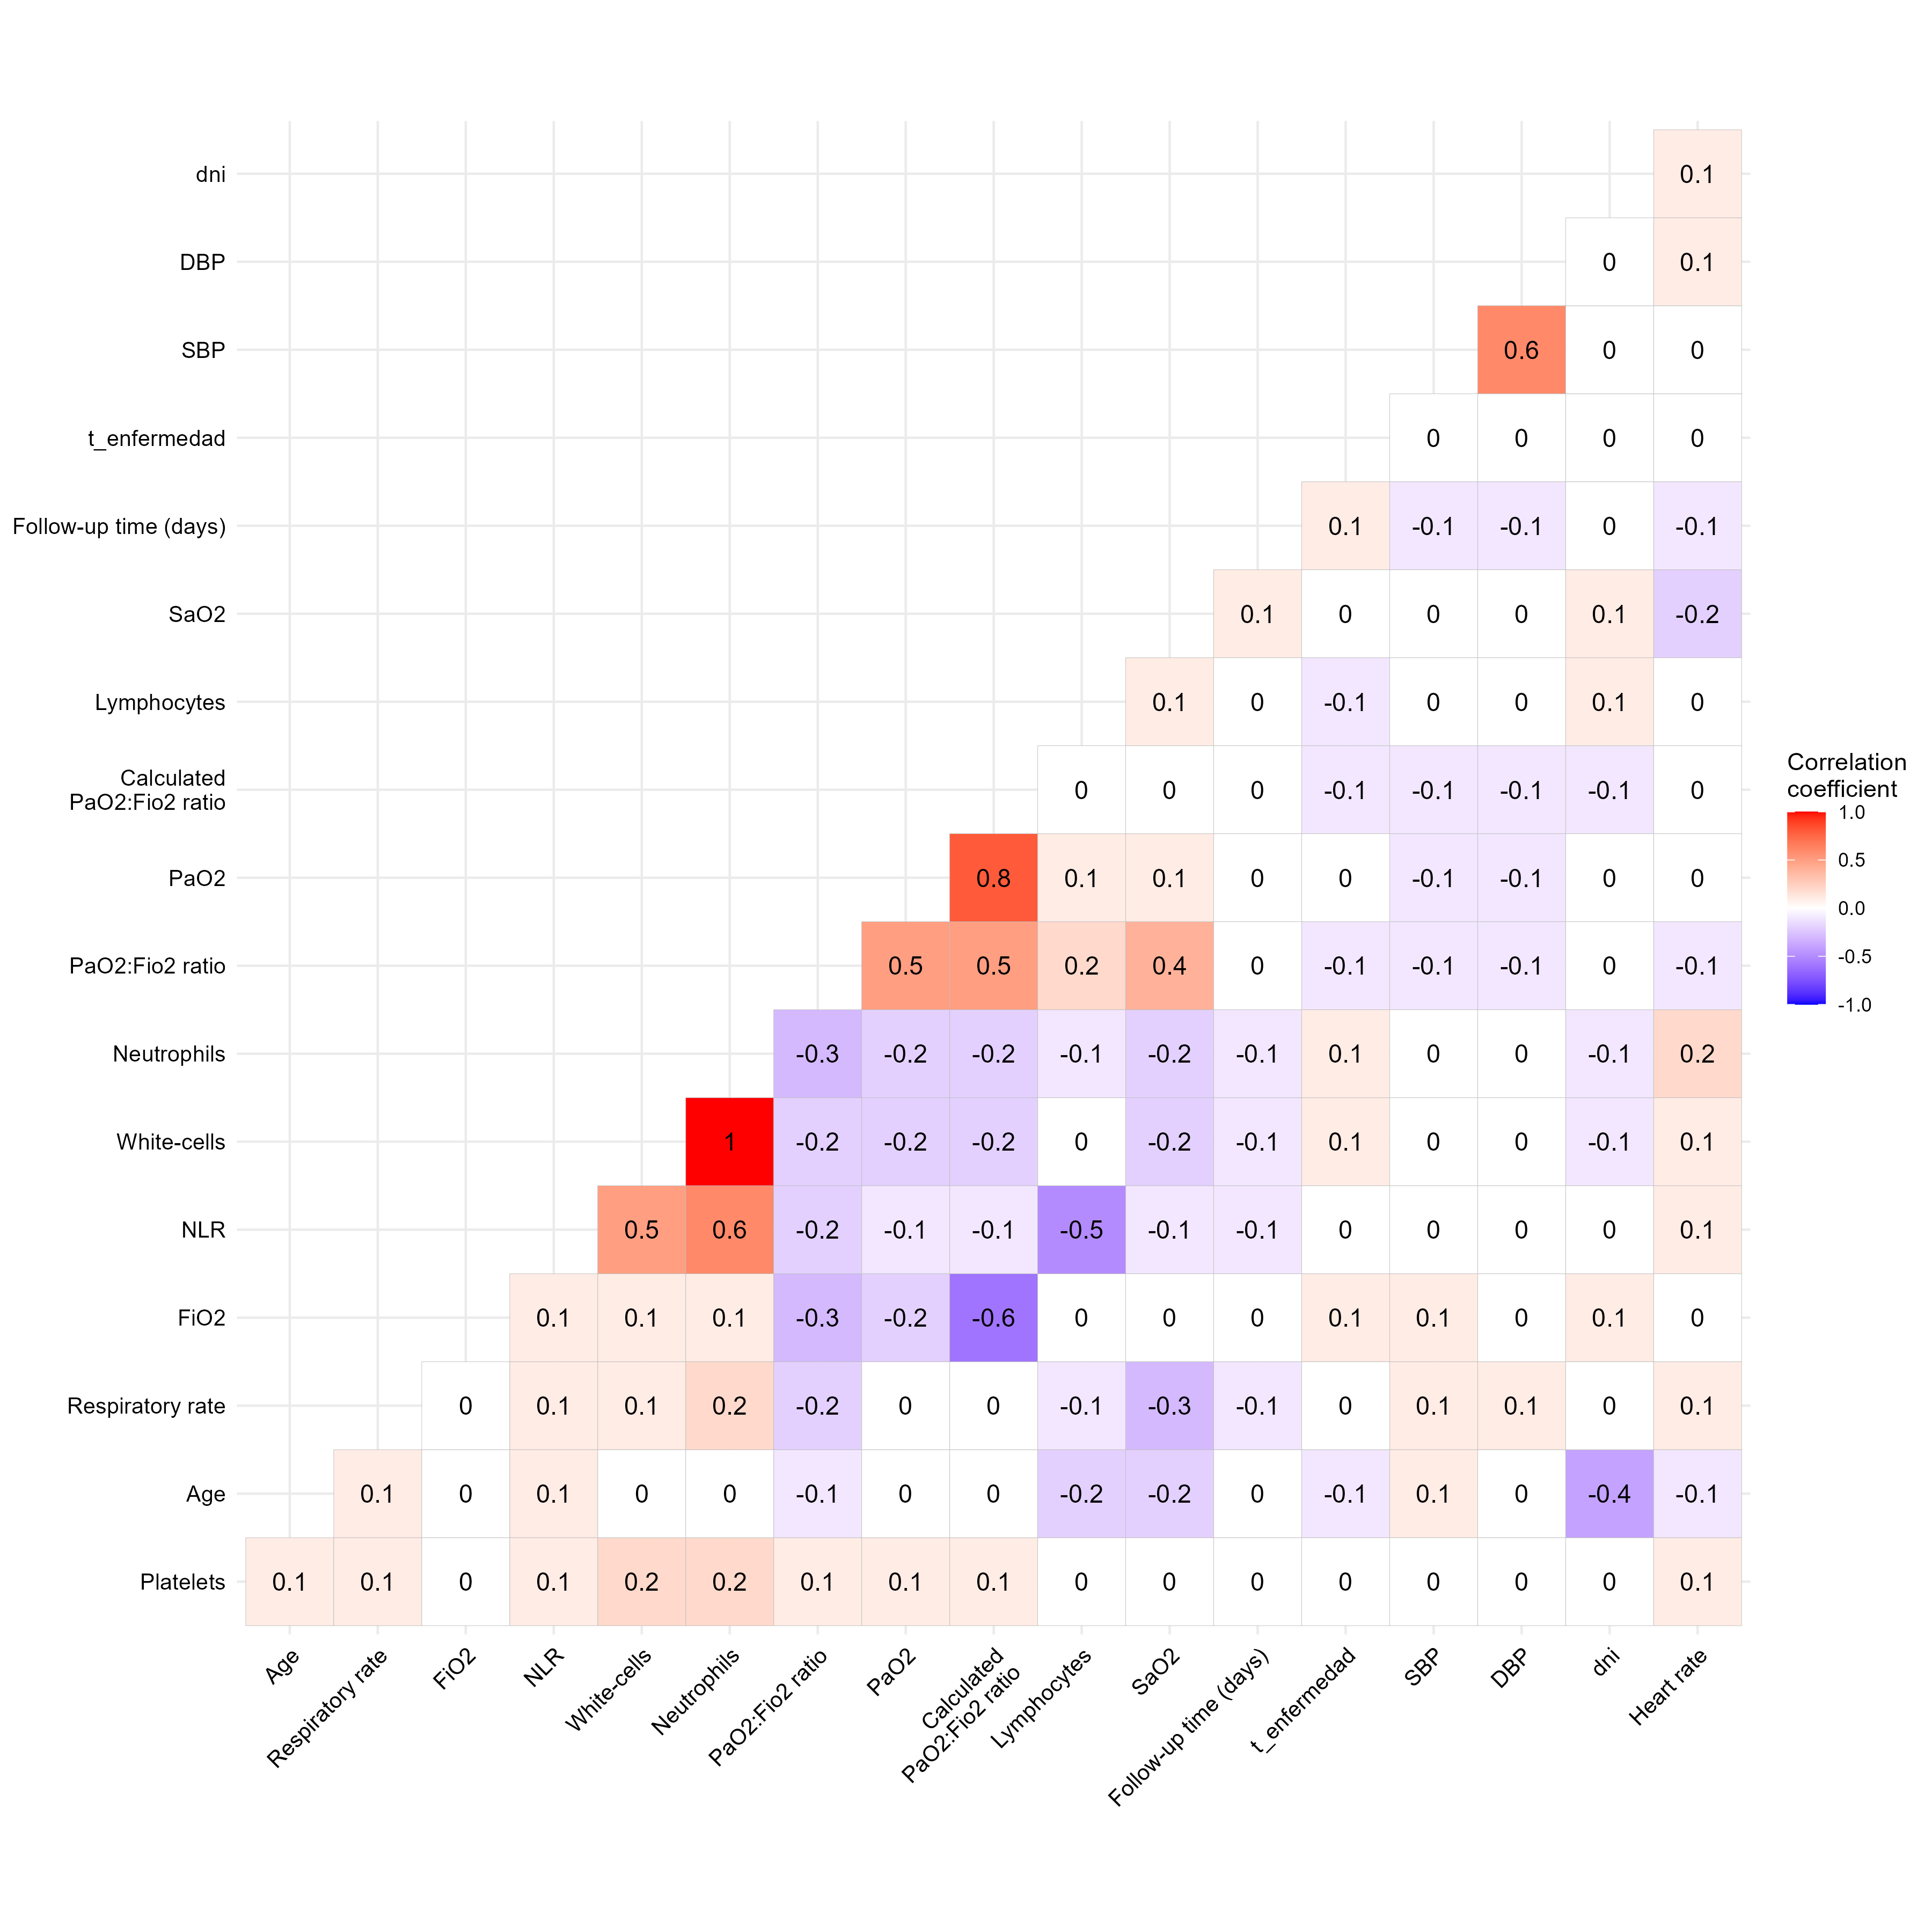 dni 0.1
DBP 0 0.1
SBP 0.6 0 0
t_enfermedad 0 0 0 0
Follow-up time (days) 0.1 -0.1 -0.1 0 -0.1
SaO2 0.1 0 0 0 0.1 -0.2
Lymphocytes 0.1 0 -0.1 0 0 0.1 0
Calculated
PaO2:Fio2 ratio 0 0 0 -0.1 -0.1 -0.1 -0.1 0
PaO2 0.8 0.1 0.1 0 0 -0.1 -0.1 0 0
PaO2:Fio2 ratio 0.5 0.5 0.2 0.4 0 -0.1 -0.1 -0.1 0 -0.1
Neutrophils -0.3 -0.2 -0.2 -0.1 -0.2 -0.1 0.1 0 0 -0.1 0.2
White-cells 1 -0.2 -0.2 -0.2 0 -0.2 -0.1 0.1 0 0 -0.1 0.1
NLR 0.5 0.6 -0.2 -0.1 -0.1 -0.5 -0.1 -0.1 0 0 0 0 0.1
FiO2 0.1 0.1 0.1 -0.3 -0.2 -0.6 0 0 0 0.1 0.1 0 0.1 0
Respiratory rate 0 0.1 0.1 0.2 -0.2 0 0 -0.1 -0.3 -0.1 0 0.1 0.1 0 0.1
Age 0.1 0 0.1 0 0 -0.1 0 0 -0.2 -0.2 0 -0.1 0.1 0 -0.4 -0.1
Platelets 0.1 0.1 0 0.1 0.2 0.2 0.1 0.1 0.1 0 0 0 0 0 0 0 0.1
Age
Respiratory rate
FiO2
NLR
White-cells
Neutrophils
PaO2:Fio2 ratio
PaO2
Calculated
PaO2:Fio2 ratio
Lymphocytes
SaO2
Follow-up time (days)
t_enfermedad
SBP
DBP
dni
Heart rate
Correlation
coefficient
1.0
0.5
0.0
-0.5
-1.0